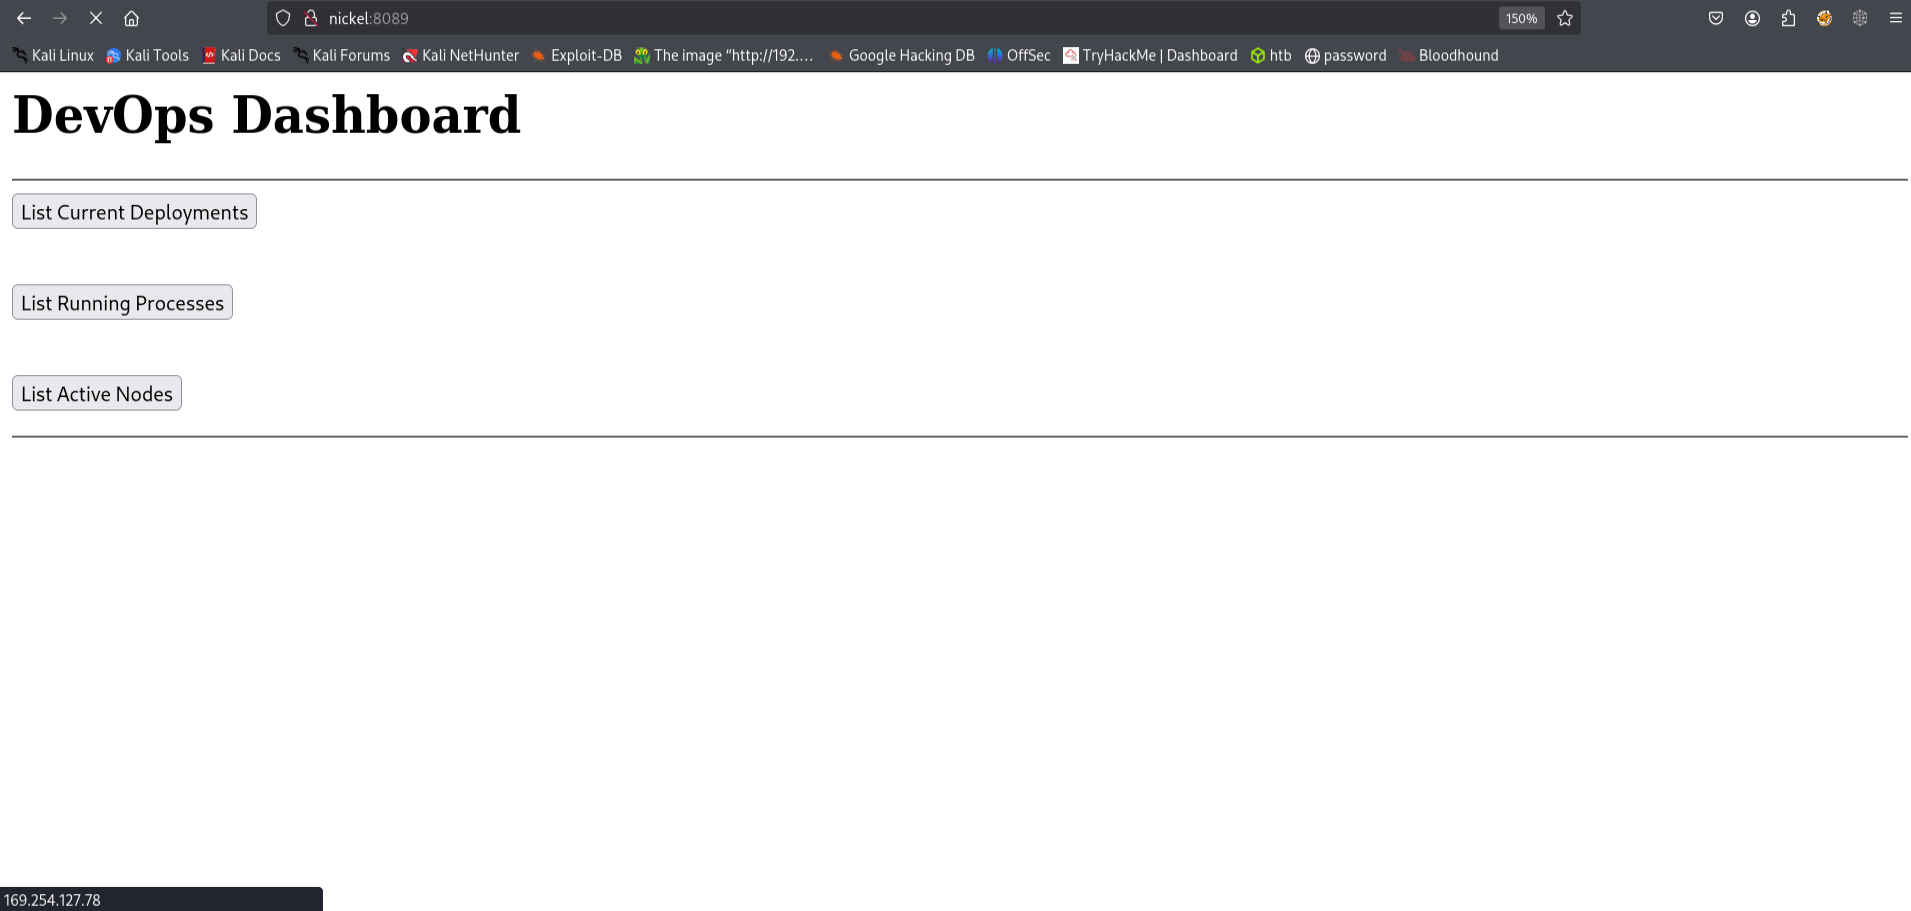 nickel:8089 150%
Kali Linux Kali Tools Kali Docs Kali Forums Kali NetHunter Exploit-DB The image “http://192.… Google Hacking DB OffSec TryHackMe | Dashboard htb password Bloodhound
DevOps Dashboard
List Current Deployments
List Running Processes
List Active Nodes
169.254.127.78